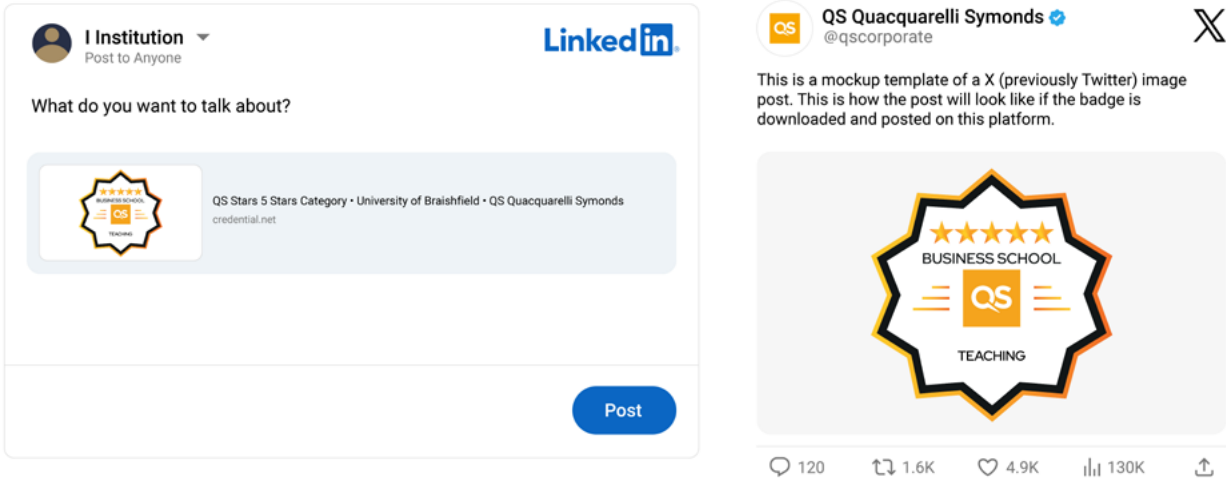 I Institution
Post to Anyone
Linked in
What do you want to talk about?
BUSINESS SCHOOL
QS
TEACHING
QS Stars 5 Stars Category • University of Braishfield • QS Quacquarelli Symonds
credential.net
Post
QS
QS Quacquarelli Symonds
@qscorporate
X
This is a mockup template of a X (previously Twitter) image
post. This is how the post will look like if the badge is
downloaded and posted on this platform.
BUSINESS SCHOOL
QS
TEACHING
120 1.6K 4.9K 130K